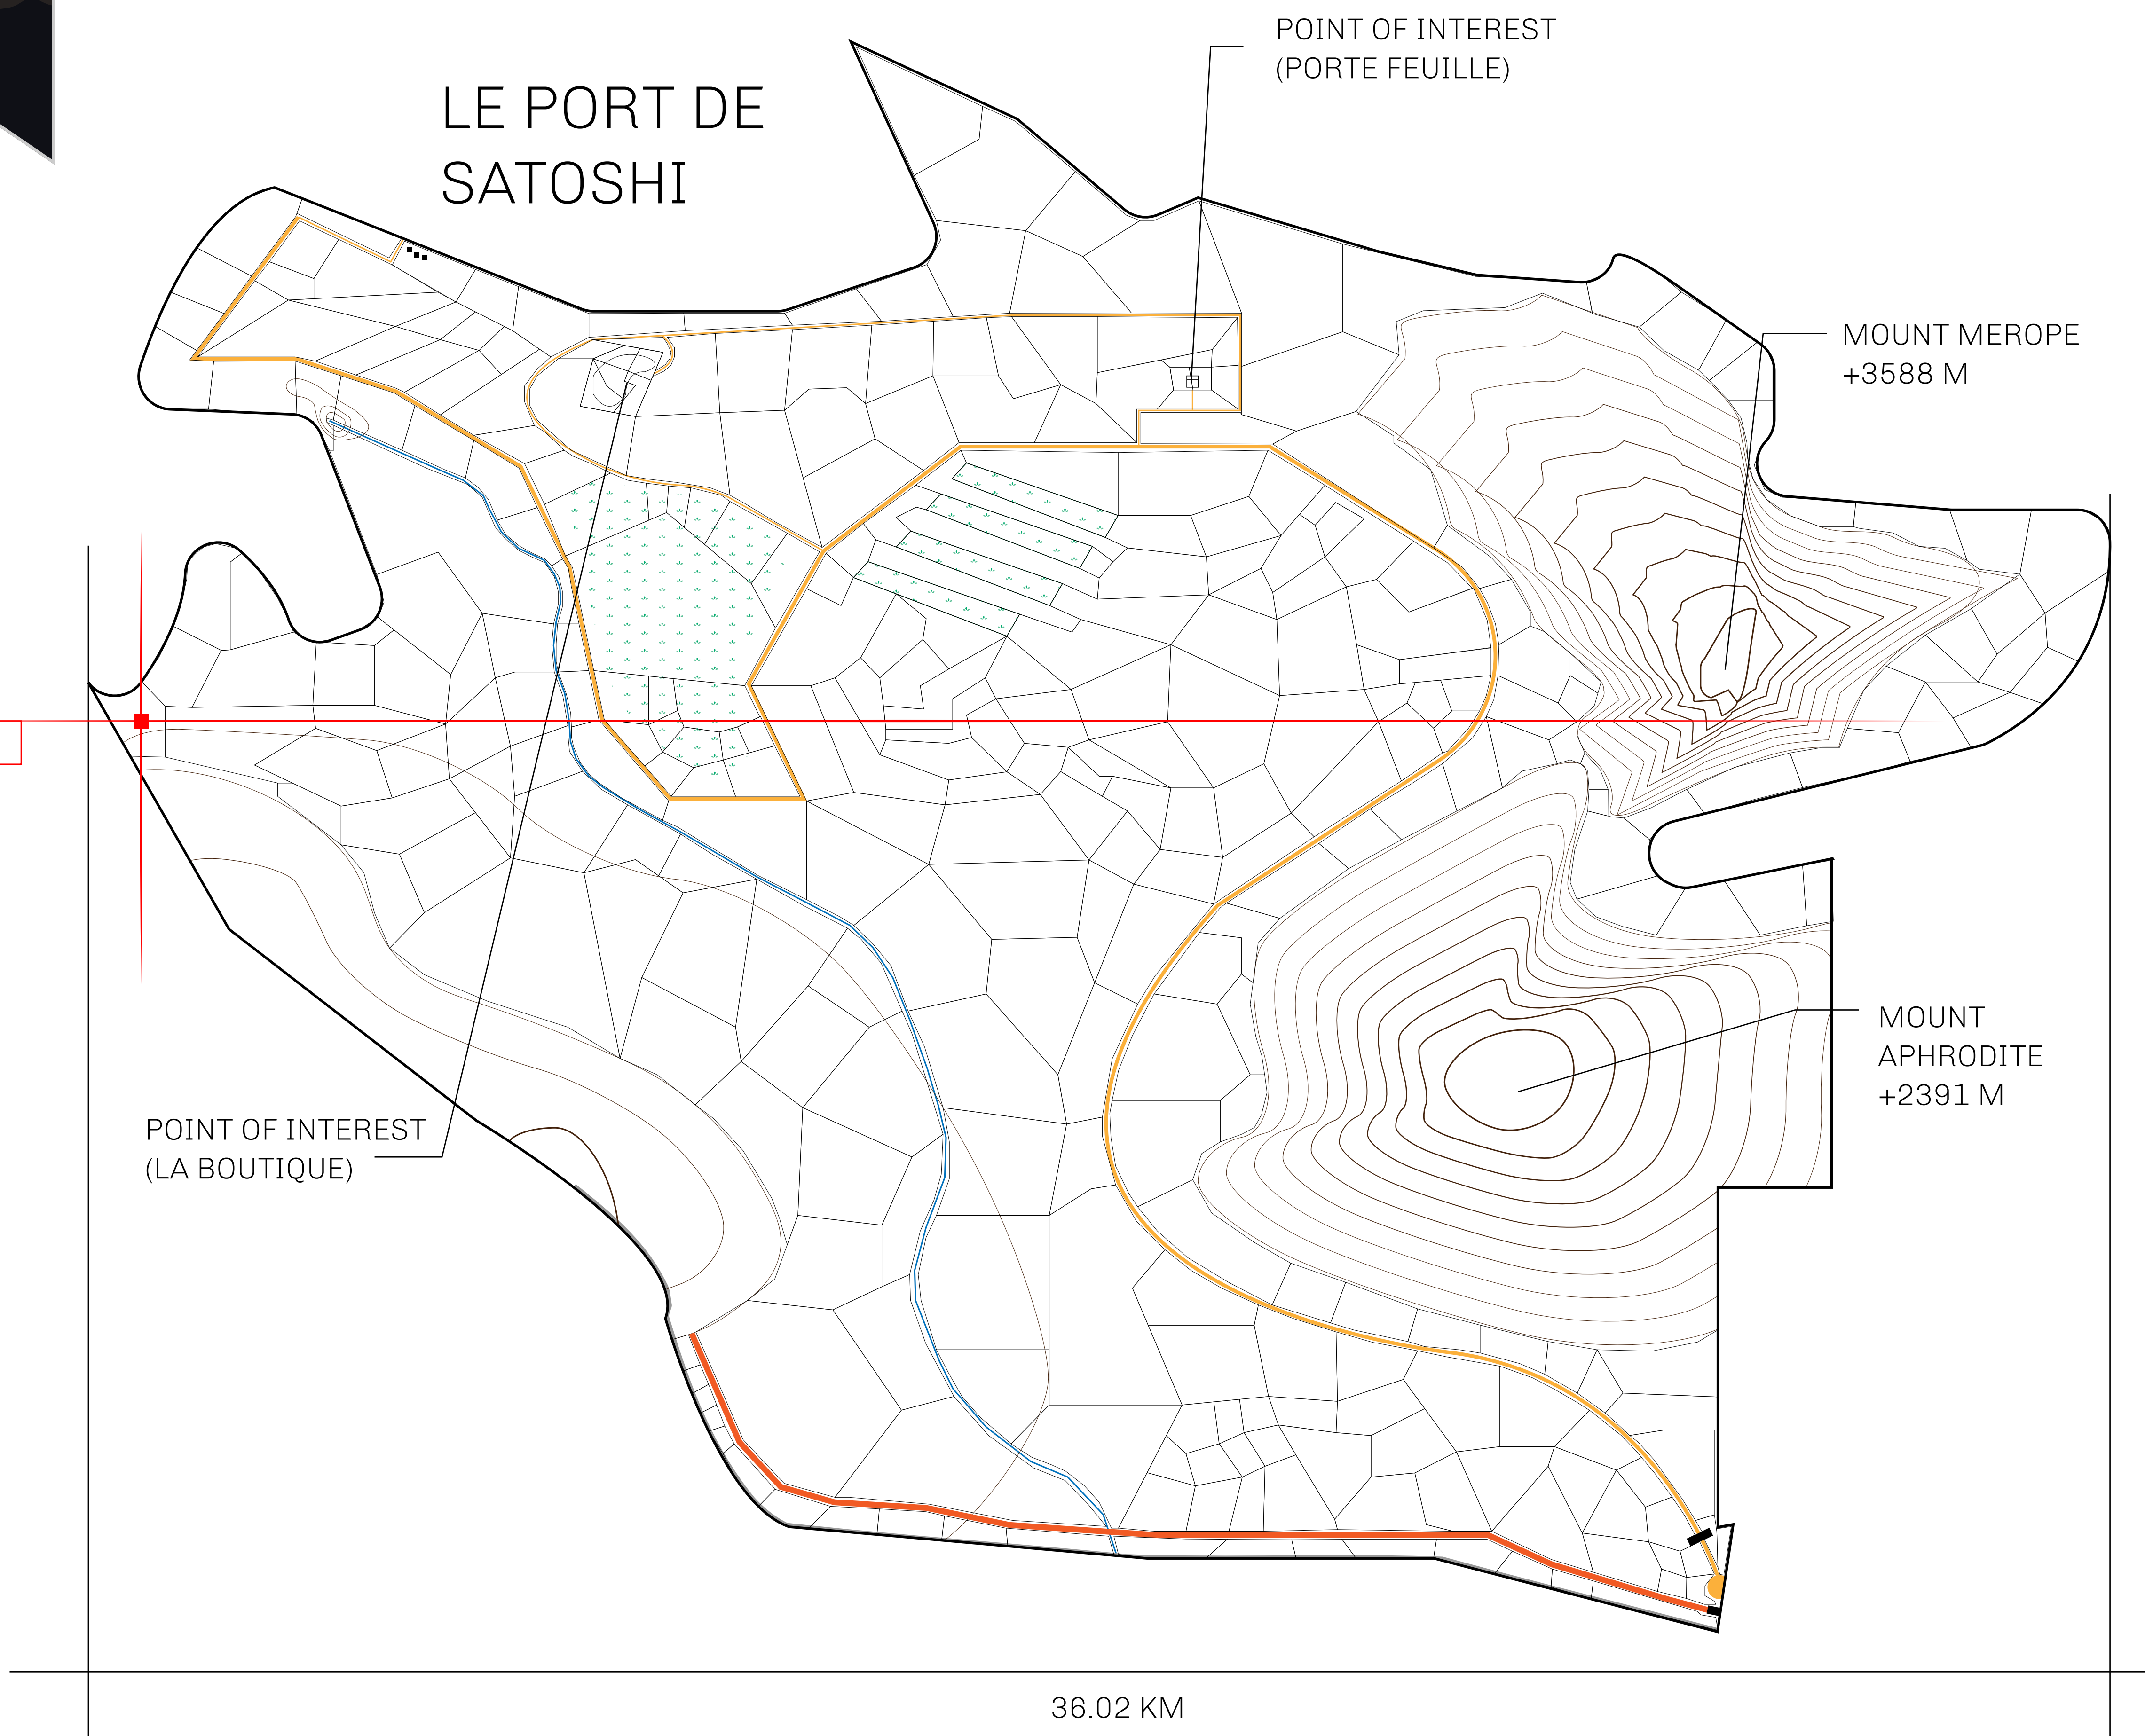 POINT OF INTEREST
(PORTE FEUILLE)
LE PORT DE
SATOSHI
MOUNT MEROPE
+3588 M
MOUNT
APHRODITE
+2391 M
POINT OF INTEREST
(LA BOUTIQUE)
36.02 KM